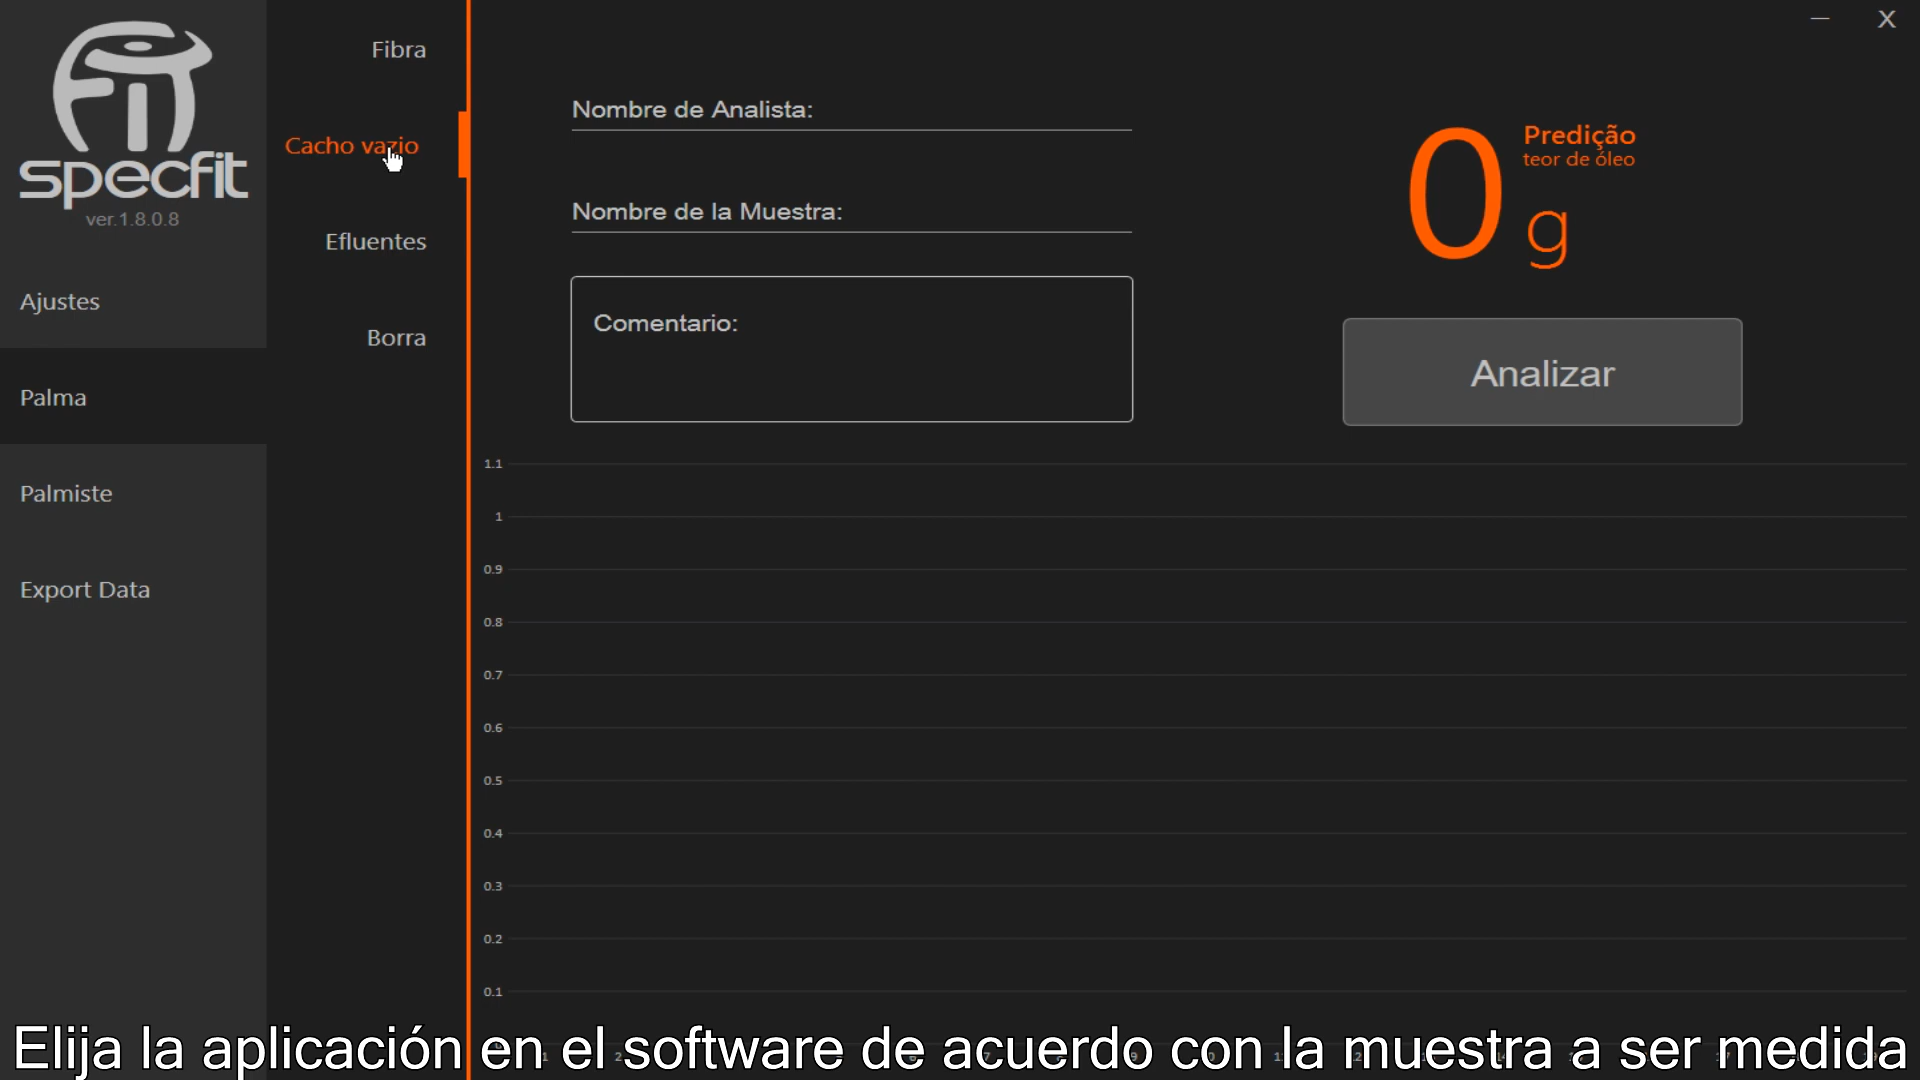 FIT
specfit
ver.1.8.0.8
Ajustes
Palma
Palmiste
Export Data
Fibra
Cacho vazio
Efluentes
Borra
— X
Nombre de Analista:
Nombre de la Muestra:
Comentario:
0 g
Predição
teor de óleo
Analizar
1.1
1
0.9
0.8
0.7
0.6
0.5
0.4
0.3
0.2
0.1
Elija la aplicación en el software de acuerdo con la muestra a ser medida